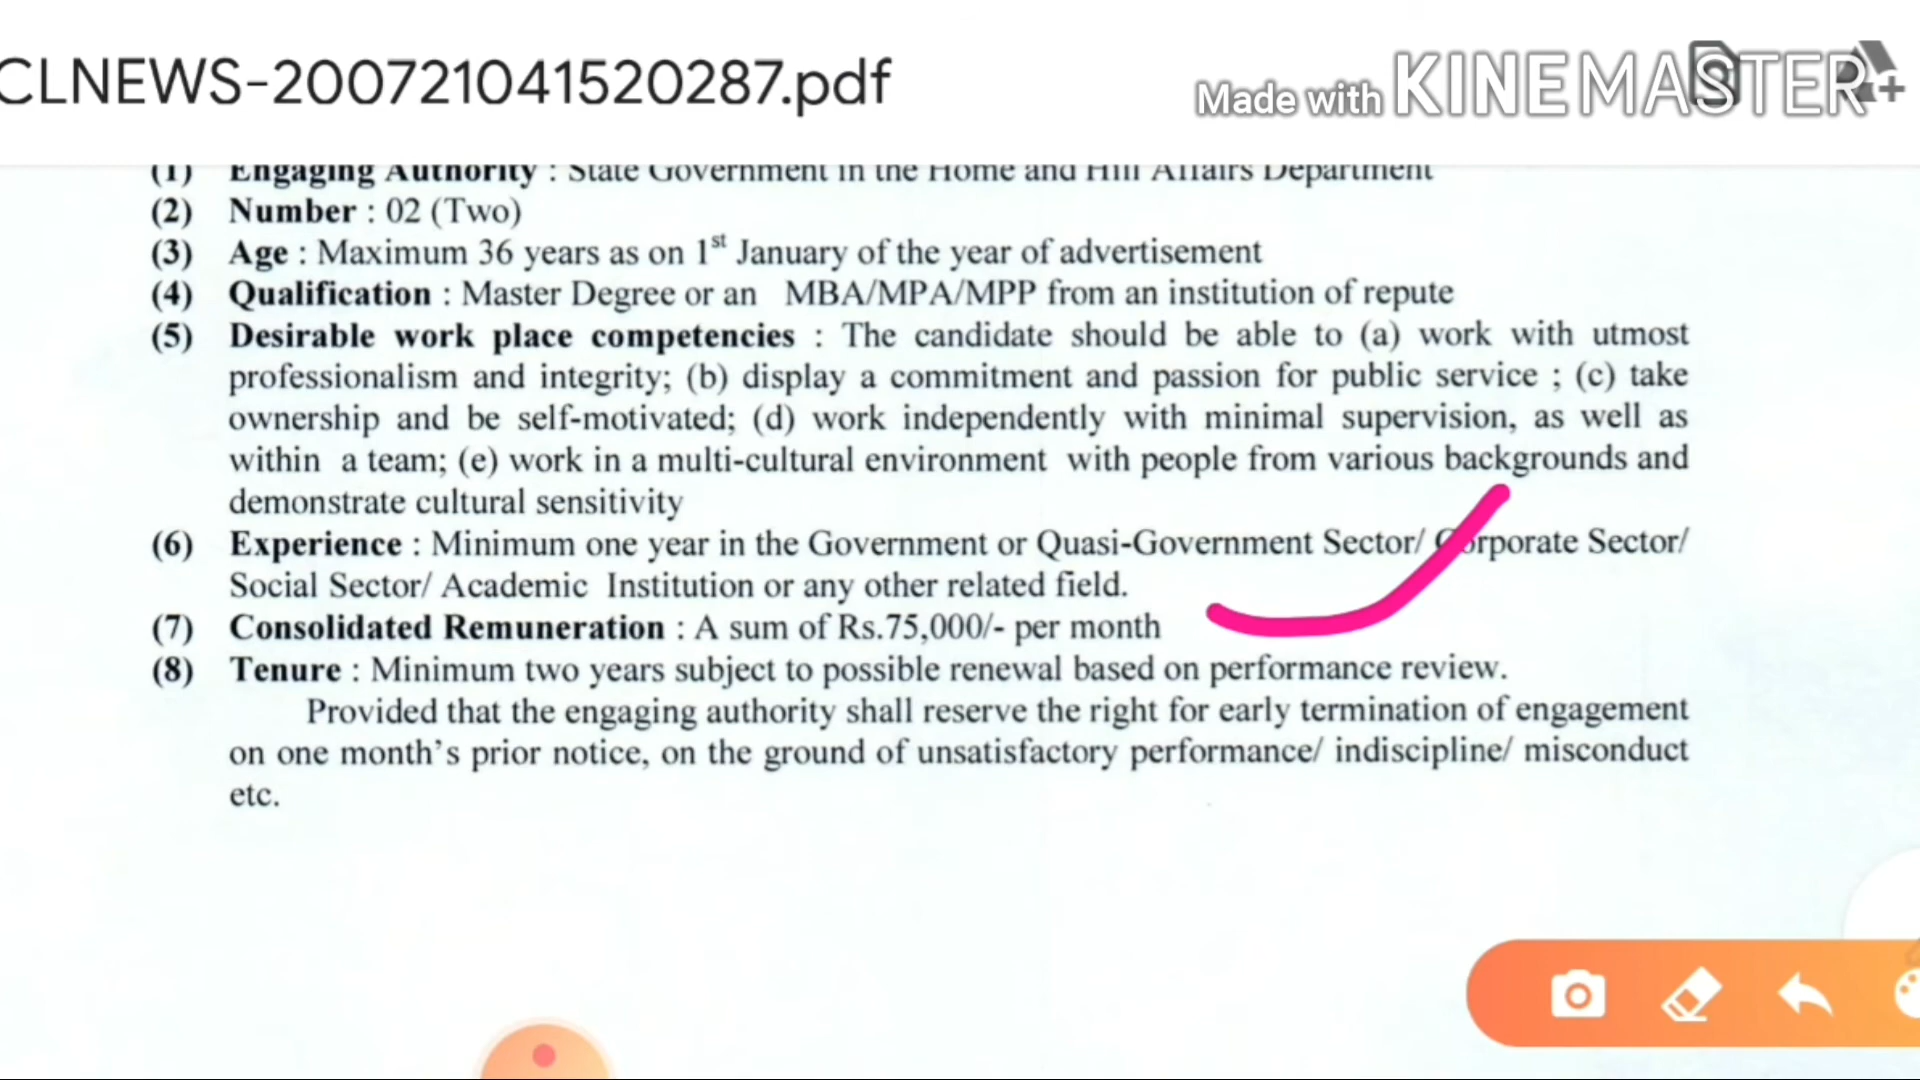 CLNEWS-200721041520287.pdf
Made with KINEMASTER
(1) Engaging Authority : State Government in the Home and Hill Affairs Department
(2) Number : 02 (Two)
(3) Age : Maximum 36 years as on 1st January of the year of advertisement
(4) Qualification : Master Degree or an MBA/MPA/MPP from an institution of repute
(5) Desirable work place competencies : The candidate should be able to (a) work with utmost
professionalism and integrity; (b) display a commitment and passion for public service ; (c) take
ownership and be self-motivated; (d) work independently with minimal supervision, as well as
within a team; (e) work in a multi-cultural environment with people from various backgrounds and
demonstrate cultural sensitivity
(6) Experience : Minimum one year in the Government or Quasi-Government Sector/ Corporate Sector/
Social Sector/ Academic Institution or any other related field.
(7) Consolidated Remuneration : A sum of Rs.75,000/- per month
(8) Tenure : Minimum two years subject to possible renewal based on performance review.
Provided that the engaging authority shall reserve the right for early termination of engagement
on one month's prior notice, on the ground of unsatisfactory performance/ indiscipline/ misconduct
etc.